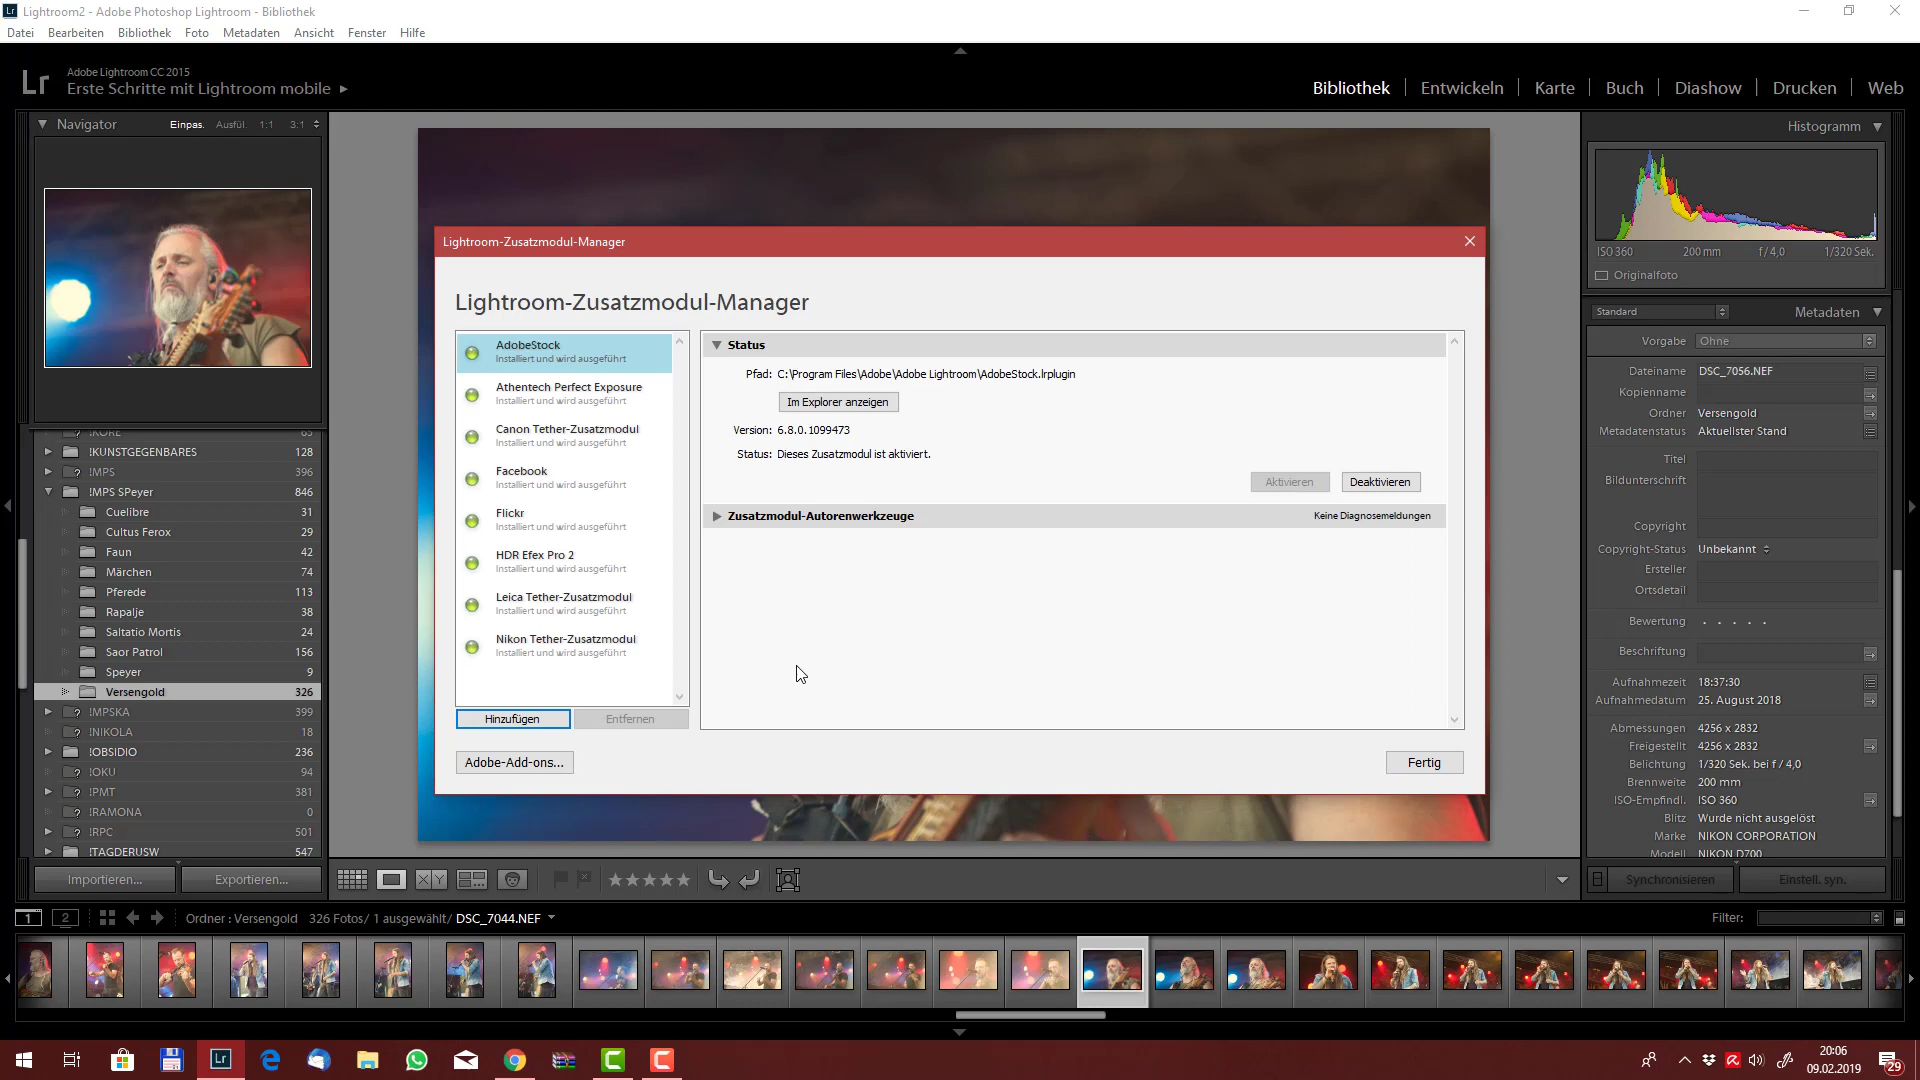 Lightroom2 - Adobe Photoshop Lightroom - Bibliothek
Datei Bearbeiten Bibliothek Foto Metadaten Ansicht Fenster Hilfe
Lr
Adobe Lightroom CC 2015
Erste Schritte mit Lightroom mobile
Bibliothek Entwickeln Karte Buch Diashow Drucken Web
Navigator Einpas. Ausfül. 1:1 3:1
!KORE 65
!KUNSTGEGENBARES 128
!MPS 396
!MPS SPeyer 846
Cuelibre 31
Cultus Ferox 29
Faun 42
Märchen 74
Pferede 113
Rapalje 38
Saltatio Mortis 24
Saor Patrol 156
Speyer 9
Versengold 326
!MPSKA 399
!NIKOLA 18
!OBSIDIO 236
!OKU 94
!PMT 381
!RAMONA 0
!RPC 501
!TAGDERUSW 547
Importieren... Exportieren...
Lightroom-Zusatzmodul-Manager
Lightroom-Zusatzmodul-Manager
AdobeStock
Installiert und wird ausgeführt
Athentech Perfect Exposure
Installiert und wird ausgeführt
Canon Tether-Zusatzmodul
Installiert und wird ausgeführt
Facebook
Installiert und wird ausgeführt
Flickr
Installiert und wird ausgeführt
HDR Efex Pro 2
Installiert und wird ausgeführt
Leica Tether-Zusatzmodul
Installiert und wird ausgeführt
Nikon Tether-Zusatzmodul
Installiert und wird ausgeführt
Hinzufügen Entfernen
Adobe-Add-ons...
Status
Pfad: C:\Program Files\Adobe\Adobe Lightroom\AdobeStock.lrplugin
Im Explorer anzeigen
Version: 6.8.0.1099473
Status: Dieses Zusatzmodul ist aktiviert.
Aktivieren Deaktivieren
Zusatzmodul-Autorenwerkzeuge Keine Diagnosemeldungen
Fertig
Histogramm
ISO 360 200 mm f / 4,0 1/320 Sek.
Originalfoto
Standard Metadaten
Vorgabe Ohne
Dateiname DSC_7056.NEF
Kopienname
Ordner Versengold
Metadatenstatus Aktuellster Stand
Titel
Bildunterschrift
Copyright
Copyright-Status Unbekannt
Ersteller
Ortsdetail
Bewertung . . . . .
Beschriftung
Aufnahmezeit 18:37:30
Aufnahmedatum 25. August 2018
Abmessungen 4256 x 2832
Freigestellt 4256 x 2832
Belichtung 1/320 Sek. bei f / 4,0
Brennweite 200 mm
ISO-Empfindl. ISO 360
Blitz Wurde nicht ausgelöst
Marke NIKON CORPORATION
Modell NIKON D700
Synchronisieren Einstell. syn.
X Y
1 2 Ordner : Versengold 326 Fotos/ 1 ausgewählt/ DSC_7044.NEF Filter:
Lr
20:06
09.02.2019
29